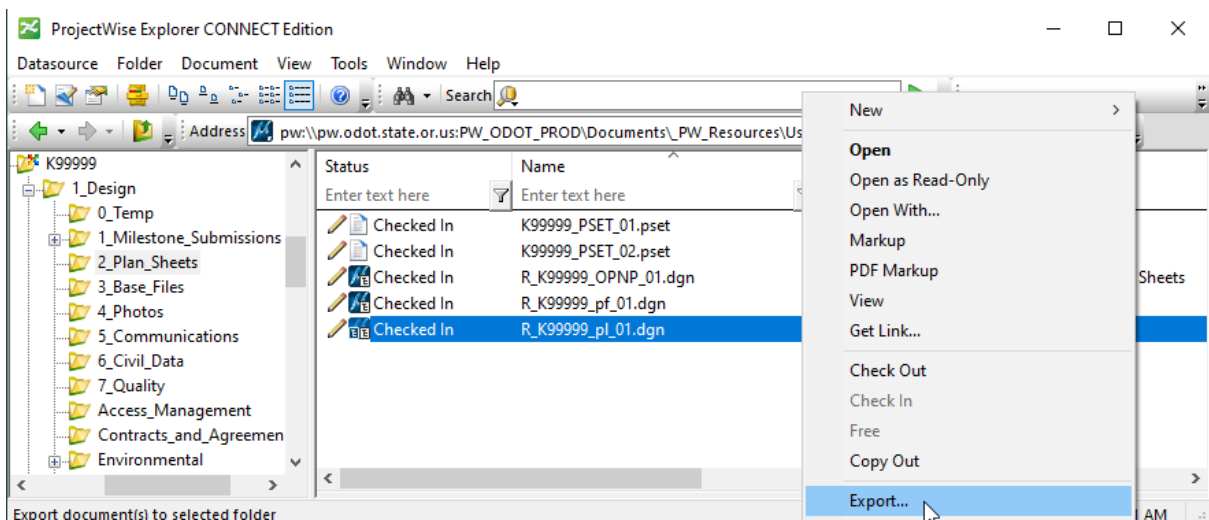 ProjectWise Explorer CONNECT Edition
Datasource Folder Document View Tools Window Help
Search
Address pw:\\pw.odot.state.or.us:PW_ODOT_PROD\Documents\_PW_Resources\Us
K99999
1_Design
0_Temp
1_Milestone_Submissions
2_Plan_Sheets
3_Base_Files
4_Photos
5_Communications
6_Civil_Data
7_Quality
Access_Management
Contracts_and_Agreemen
Environmental
Status Name
Enter text here Enter text here
Checked In K99999_PSET_01.pset
Checked In K99999_PSET_02.pset
Checked In R_K99999_OPNP_01.dgn Sheets
Checked In R_K99999_pf_01.dgn
Checked In R_K99999_pl_01.dgn
New
Open
Open as Read-Only
Open With...
Markup
PDF Markup
View
Get Link...
Check Out
Check In
Free
Copy Out
Export...
Export document(s) to selected folder AM